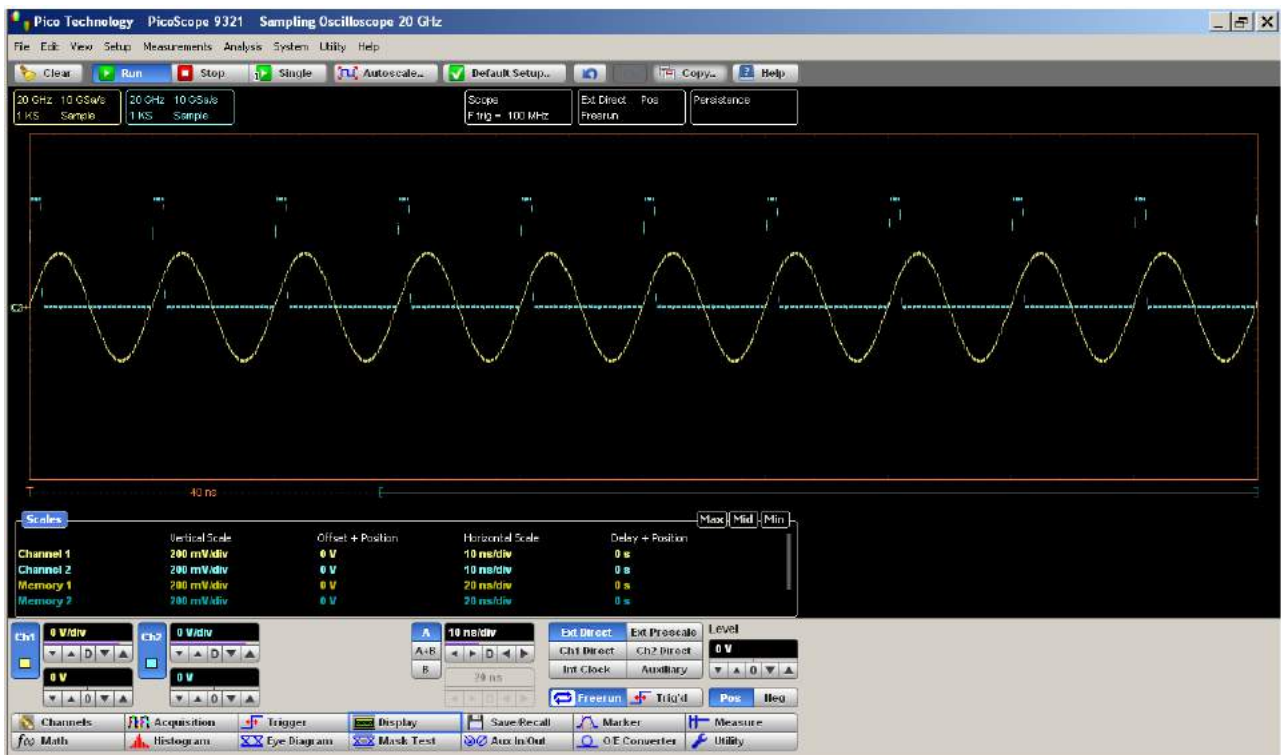 Pico Technology PicoScope 9321 Sampling Oscilloscope 20 GHz
File Edit View Setup Measurements Analysis System Utility Help
Clear Run Stop Single Autoscale... Default Setup... Copy... Help
20 GHz 10 GSa/s 20 GHz 10 GSa/s Scope Ext Direct Pos Persistence
1 KS Sample 1 KS Sample F trig = 100 MHz Freerun
T 40 ns
Scales Max Mid Min
Vertical Scale Offset + Position Horizontal Scale Delay + Position
Channel 1 200 mV/div 0 V 10 ns/div 0 s
Channel 2 200 mV/div 0 V 10 ns/div 0 s
Memory 1 200 mV/div 0 V 20 ns/div 0 s
Memory 2 200 mV/div 0 V 20 ns/div 0 s
Ch1 0 V/div Ch2 0 V/div A 10 ns/div Ext Direct Ext Prescale Level
D D A+B D Ch1 Direct Ch2 Direct 0 V
0 V 0 V B 20 ns Int Clock Auxiliary 0
0 0 Freerun Trig'd Pos Neg
Channels Acquisition Trigger Display Save/Recall Marker Measure
f(x) Math Histogram Eye Diagram Mask Test Aux In/Out O/E Converter Utility